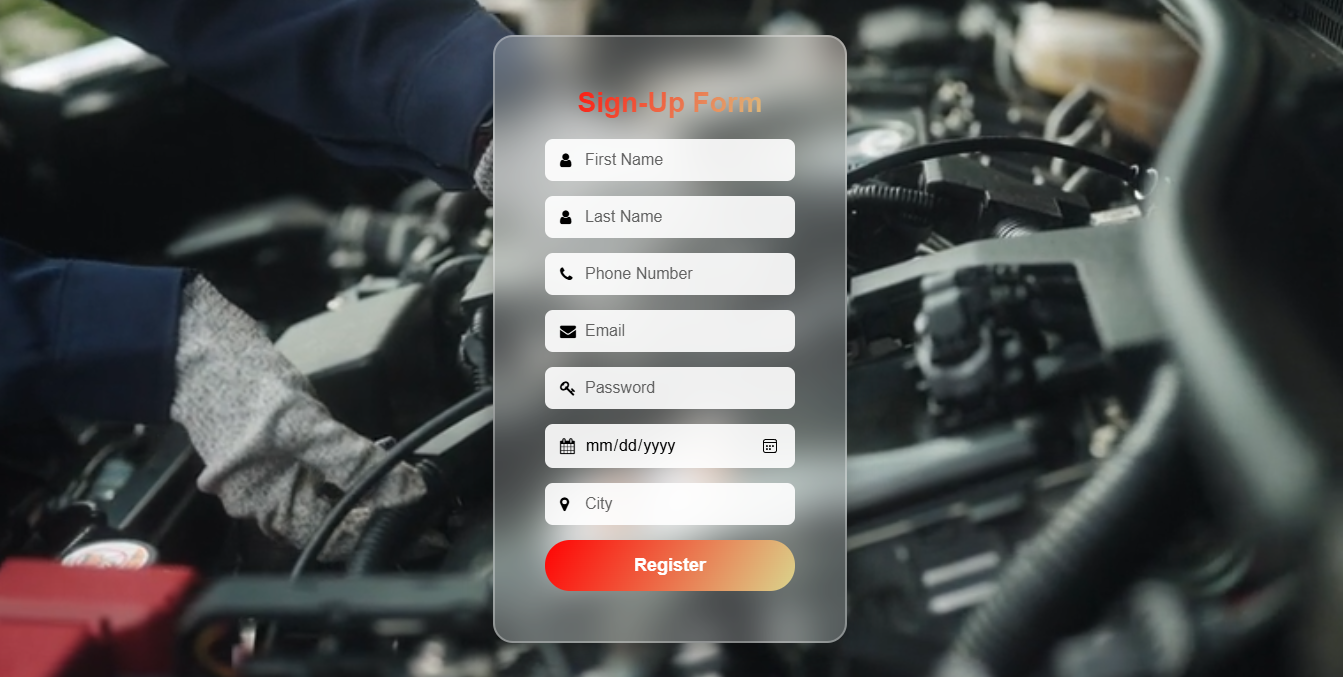 Sign-Up Form
First Name
Last Name
Phone Number
Email
Password
mm/dd/yyyy
City
Register